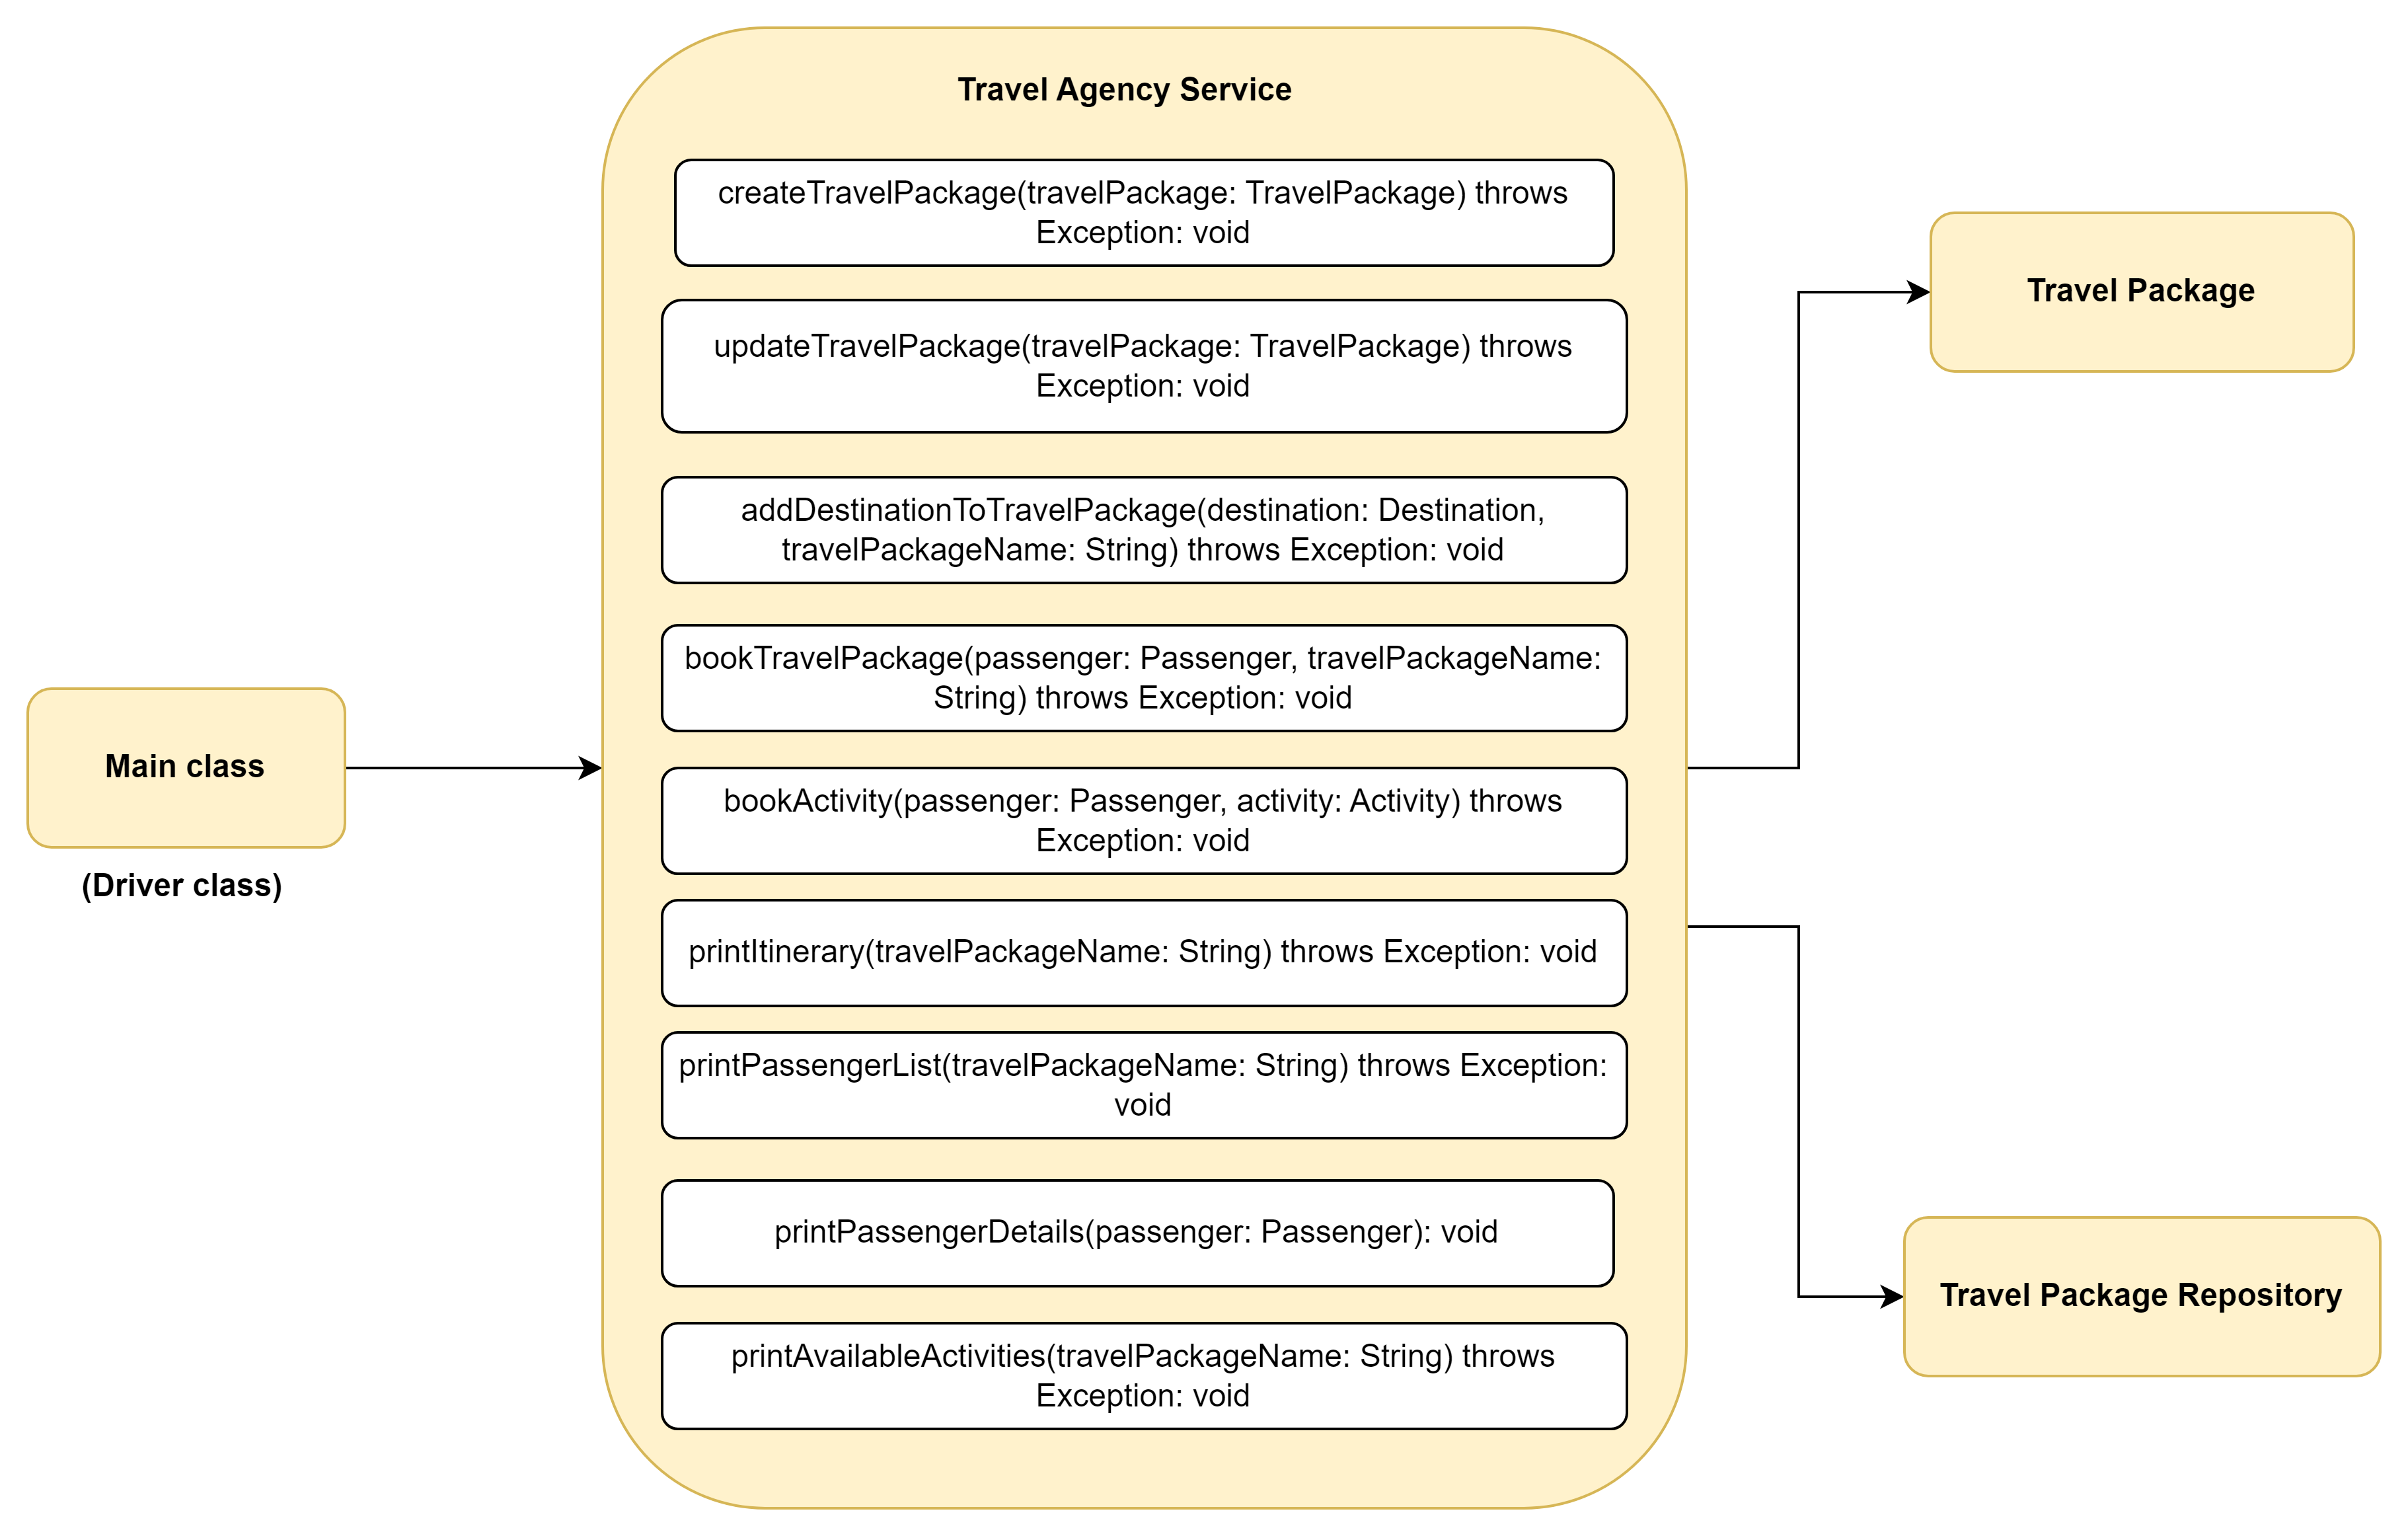 Travel Agency Service
createTravelPackage(travelPackage: TravelPackage) throws
Exception: void
updateTravelPackage(travelPackage: TravelPackage) throws
Exception: void
addDestinationToTravelPackage(destination: Destination,
travelPackageName: String) throws Exception: void
bookTravelPackage(passenger: Passenger, travelPackageName:
String) throws Exception: void
bookActivity(passenger: Passenger, activity: Activity) throws
Exception: void
printItinerary(travelPackageName: String) throws Exception: void
printPassengerList(travelPackageName: String) throws Exception:
void
printPassengerDetails(passenger: Passenger): void
printAvailableActivities(travelPackageName: String) throws
Exception: void
Main class
(Driver class)
Travel Package
Travel Package Repository